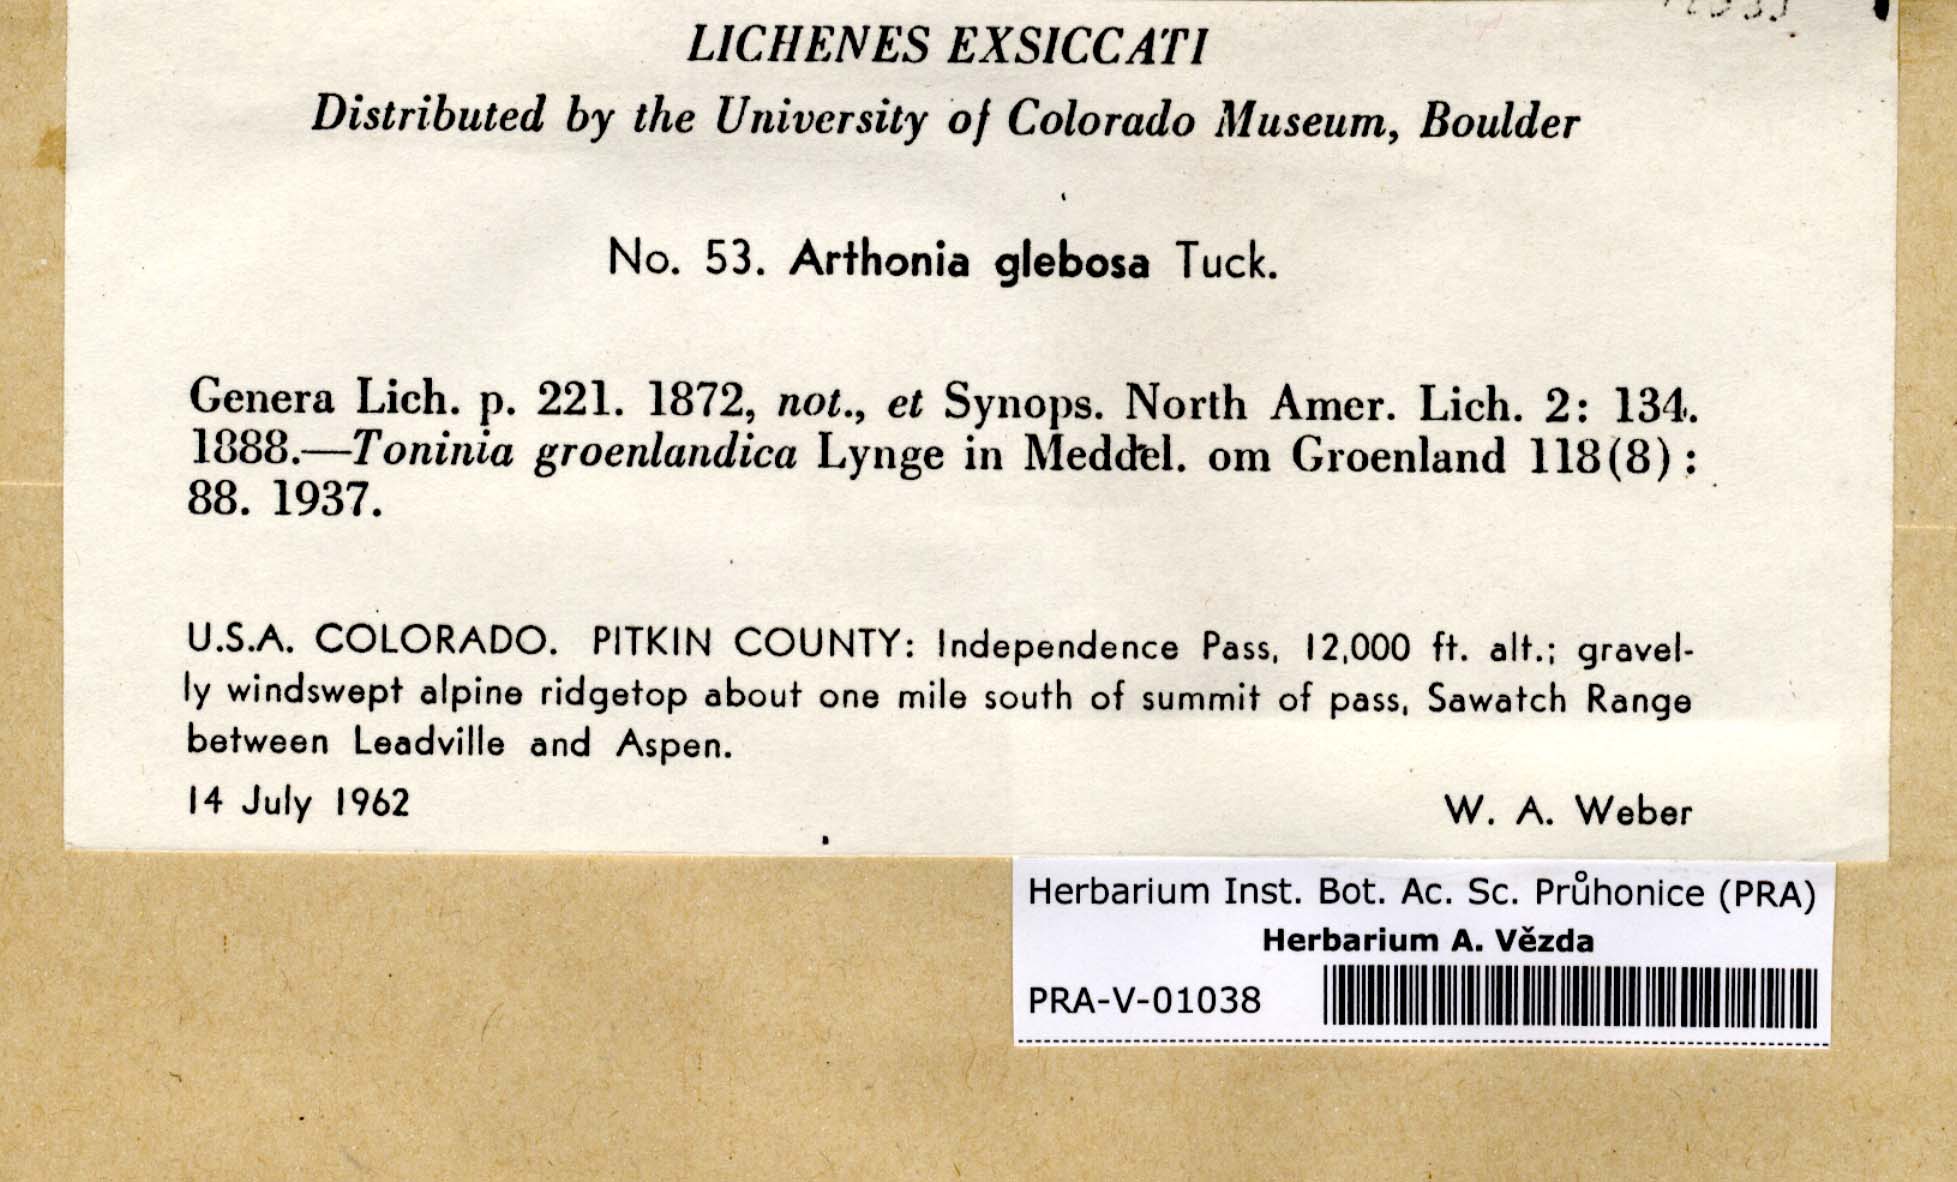 LICHENES EXSICCATI
Distributed by the University of Colorado Museum, Boulder
No. 53. Arthonia glebosa Tuck.
Genera Lich. p. 221. 1872, not., et Synops. North Amer. Lich. 2: 134.
1888.—Toninia groenlandica Lynge in Meddel. om Groenland 118(8):
88. 1937.
U.S.A. COLORADO. PITKIN COUNTY: Independence Pass, 12,000 ft. alt.; gravel-
ly windswept alpine ridgetop about one mile south of summit of pass, Sawatch Range
between Leadville and Aspen.
14 July 1962
W. A. Weber
Herbarium Inst. Bot. Ac. Sc. Průhonice (PRA)
Herbarium A. Vězda
PRA-V-01038